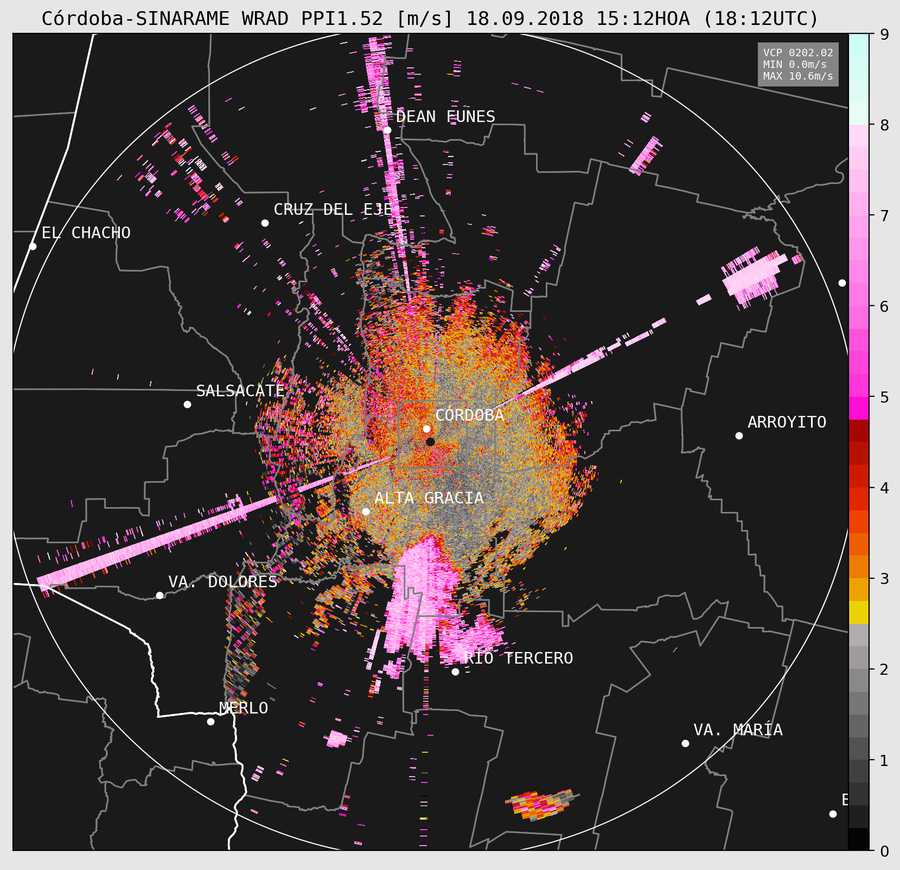 Córdoba-SINARAME WRAD PPI1.52 [m/s] 18.09.2018 15:12HOA (18:12UTC)
VCP 0202.02
MIN 0.0m/s
MAX 10.6m/s
DEAN FUNES
CRUZ DEL EJE
EL CHACHO
SALSACATE
CÓRDOBA
ARROYITO
ALTA GRACIA
VA. DOLORES
RÍO TERCERO
MERLO
VA. MARÍA
9
8
7
6
5
4
3
2
1
0